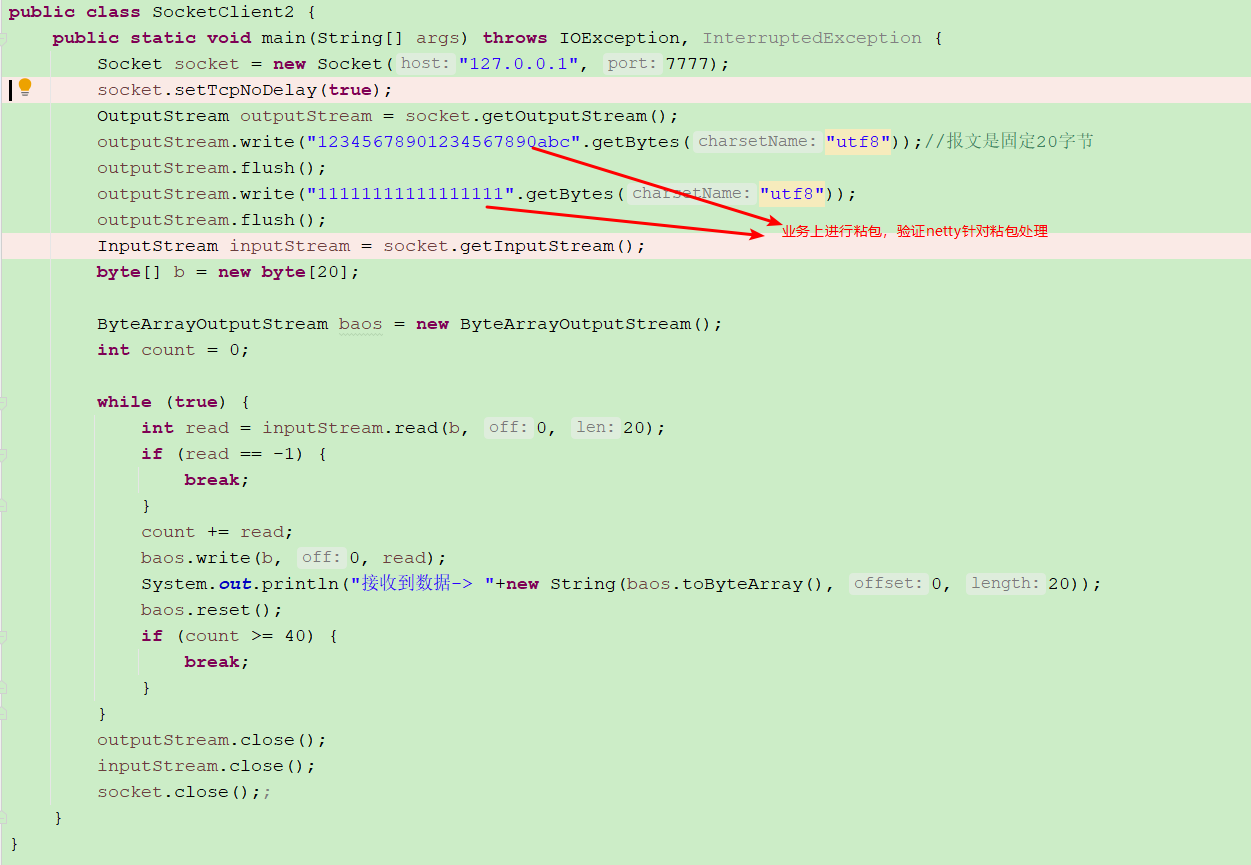 public class SocketClient2 {
public static void main(String[] args) throws IOException, InterruptedException {
Socket socket = new Socket( host: "127.0.0.1", port: 7777);
socket.setTcpNoDelay(true);
OutputStream outputStream = socket.getOutputStream();
outputStream.write("12345678901234567890abc".getBytes( charsetName: "utf8"));//报文是固定20字节
outputStream.flush();
outputStream.write("11111111111111111".getBytes( charsetName: "utf8"));
outputStream.flush();
业务上进行粘包，验证netty针对粘包处理
InputStream inputStream = socket.getInputStream();
byte[] b = new byte[20];
ByteArrayOutputStream baos = new ByteArrayOutputStream();
int count = 0;
while (true) {
int read = inputStream.read(b, off: 0, len: 20);
if (read == -1) {
break;
}
count += read;
baos.write(b, off: 0, read);
System.out.println("接收到数据-> "+new String(baos.toByteArray(), offset: 0, length: 20));
baos.reset();
if (count >= 40) {
break;
}
}
outputStream.close();
inputStream.close();
socket.close();;
}
}